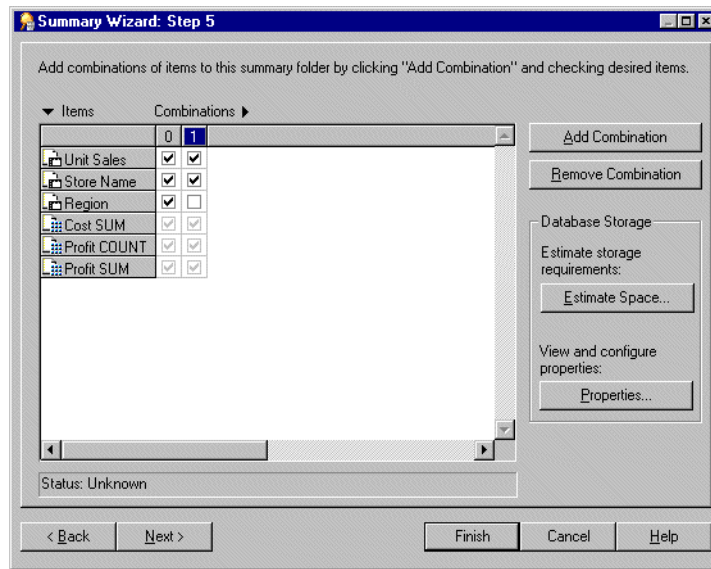 Summary Wizard: Step 5
Add combinations of items to this summary folder by clicking "Add Combination" and checking desired items.
Items Combinations
0 1
Unit Sales
Store Name
Region
Cost SUM
Profit COUNT
Profit SUM
Add Combination
Remove Combination
Database Storage
Estimate storage
requirements:
Estimate Space...
View and configure
properties:
Properties...
Status: Unknown
< Back Next > Finish Cancel Help